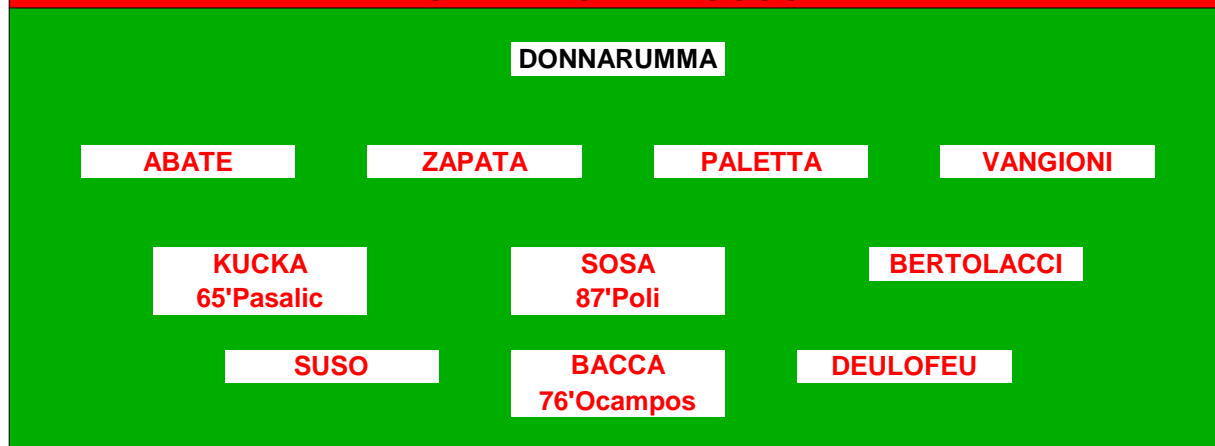 DONNARUMMA
ABATE ZAPATA PALETTA VANGIONI
KUCKA SOSA BERTOLACCI
65'Pasalic 87'Poli
SUSO BACCA DEULOFEU
76'Ocampos